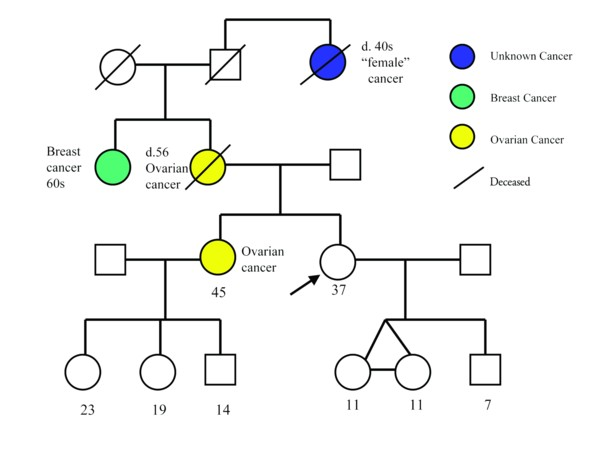 d. 40s
“female”
cancer
Unknown Cancer
Breast Cancer
Ovarian Cancer
Deceased
Breast
cancer
60s
d.56
Ovarian
cancer
Ovarian
cancer
45
37
23
19
14
11
11
7